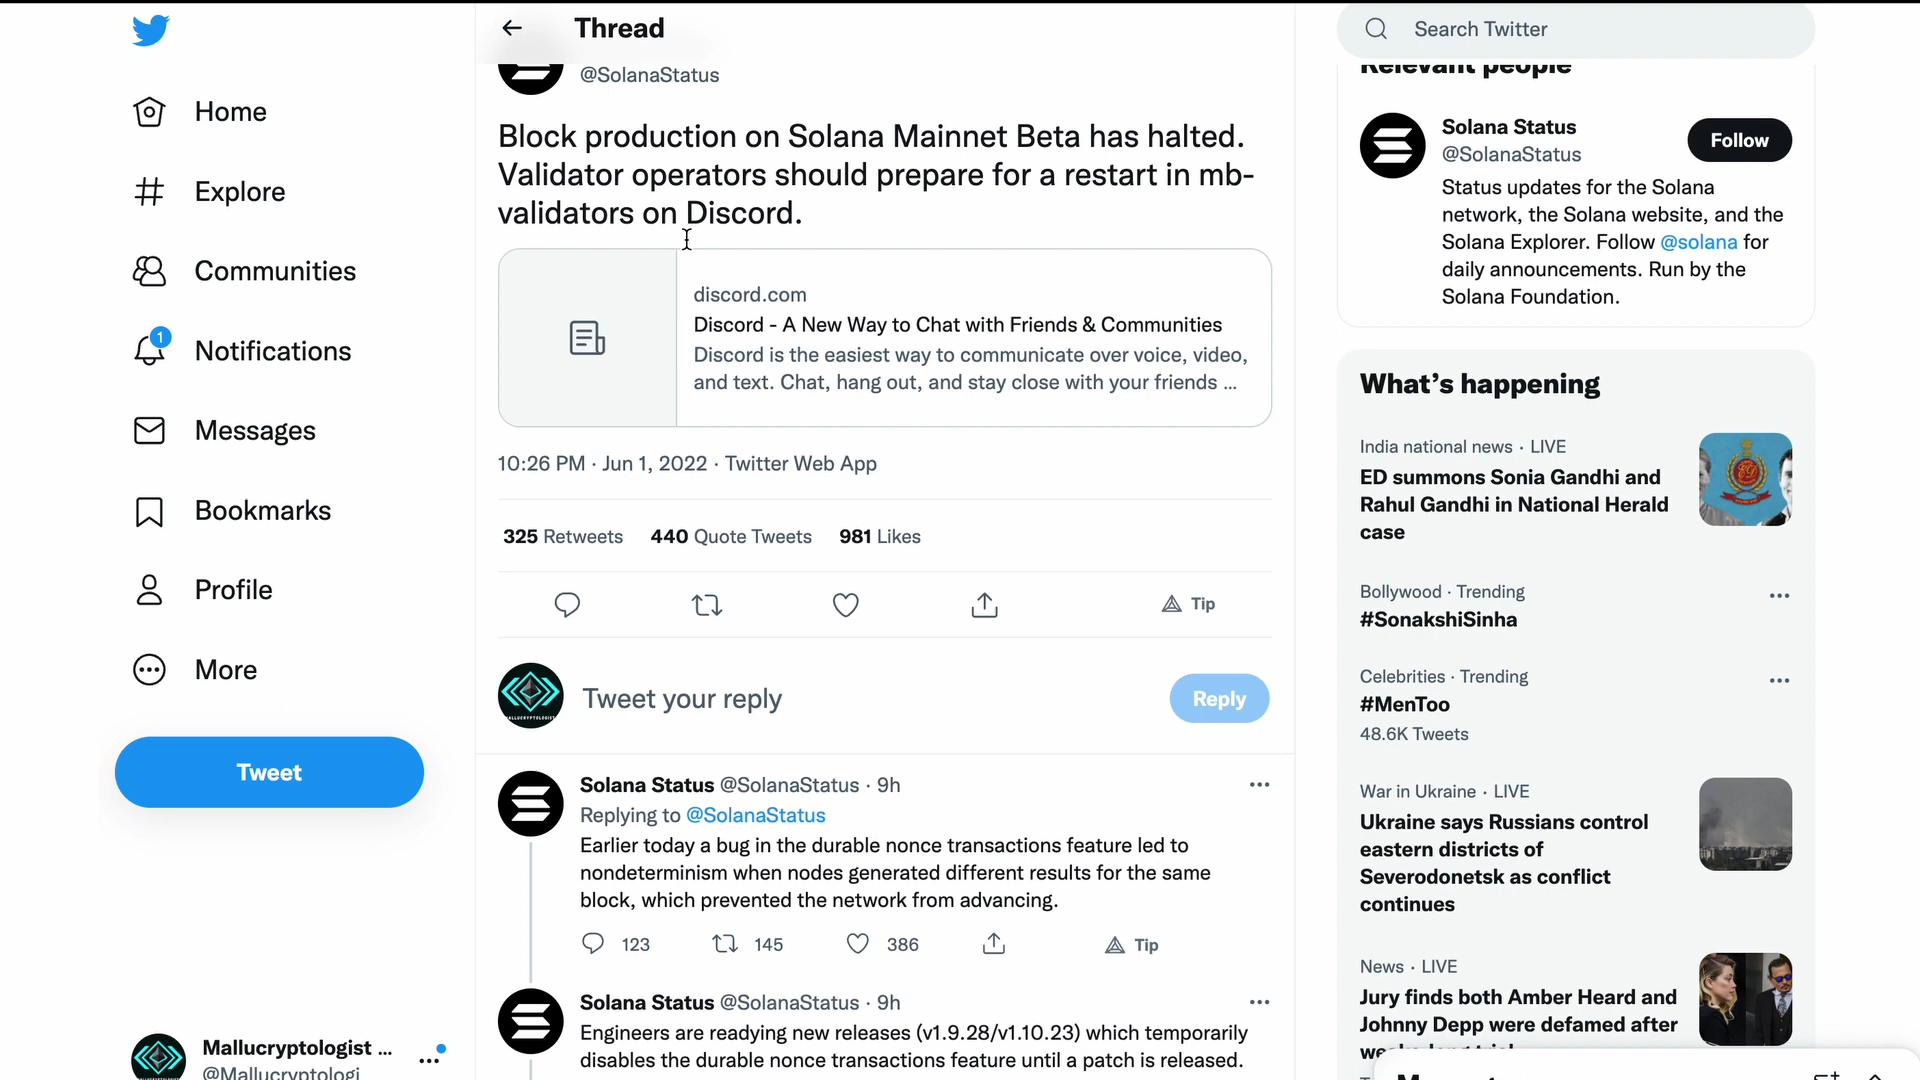 Home
Explore
Communities
1
Notifications
Messages
Bookmarks
Profile
More
Tweet
Mallucryptologist ...
@Mallucryptologi
Thread
@SolanaStatus
Block production on Solana Mainnet Beta has halted.
Validator operators should prepare for a restart in mb-
validators on Discord.
discord.com
Discord - A New Way to Chat with Friends & Communities
Discord is the easiest way to communicate over voice, video,
and text. Chat, hang out, and stay close with your friends ...
10:26 PM · Jun 1, 2022 · Twitter Web App
325 Retweets 440 Quote Tweets 981 Likes
Tip
MALLUCRYPTOLOGIST
Tweet your reply
Reply
Solana Status @SolanaStatus · 9h
Replying to @SolanaStatus
Earlier today a bug in the durable nonce transactions feature led to
nondeterminism when nodes generated different results for the same
block, which prevented the network from advancing.
123 145 386 Tip
Solana Status @SolanaStatus · 9h
Engineers are readying new releases (v1.9.28/v1.10.23) which temporarily
disables the durable nonce transactions feature until a patch is released.
Search Twitter
Relevant people
Solana Status
@SolanaStatus
Follow
Status updates for the Solana
network, the Solana website, and the
Solana Explorer. Follow @solana for
daily announcements. Run by the
Solana Foundation.
What's happening
India national news · LIVE
ED summons Sonia Gandhi and
Rahul Gandhi in National Herald
case
Bollywood · Trending
#SonakshiSinha
Celebrities · Trending
#MenToo
48.6K Tweets
War in Ukraine · LIVE
Ukraine says Russians control
eastern districts of
Severodonetsk as conflict
continues
News · LIVE
Jury finds both Amber Heard and
Johnny Depp were defamed after